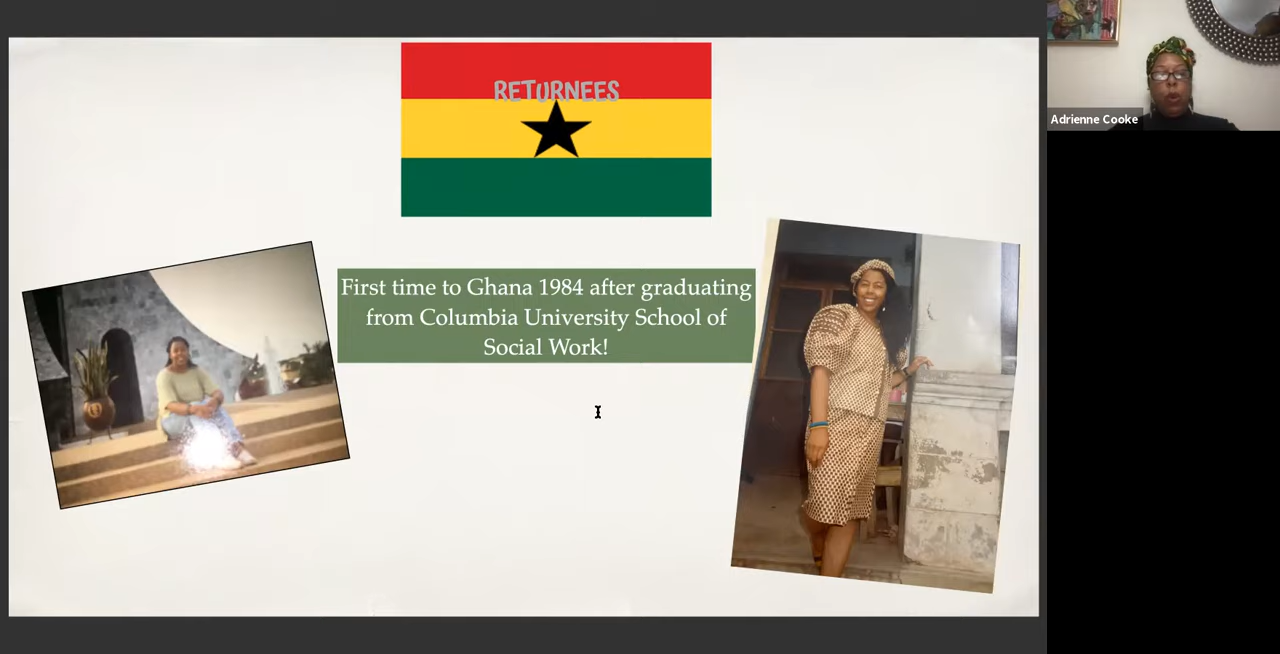 RETURNEES
First time to Ghana 1984 after graduating
from Columbia University School of
Social Work!
Adrienne Cooke